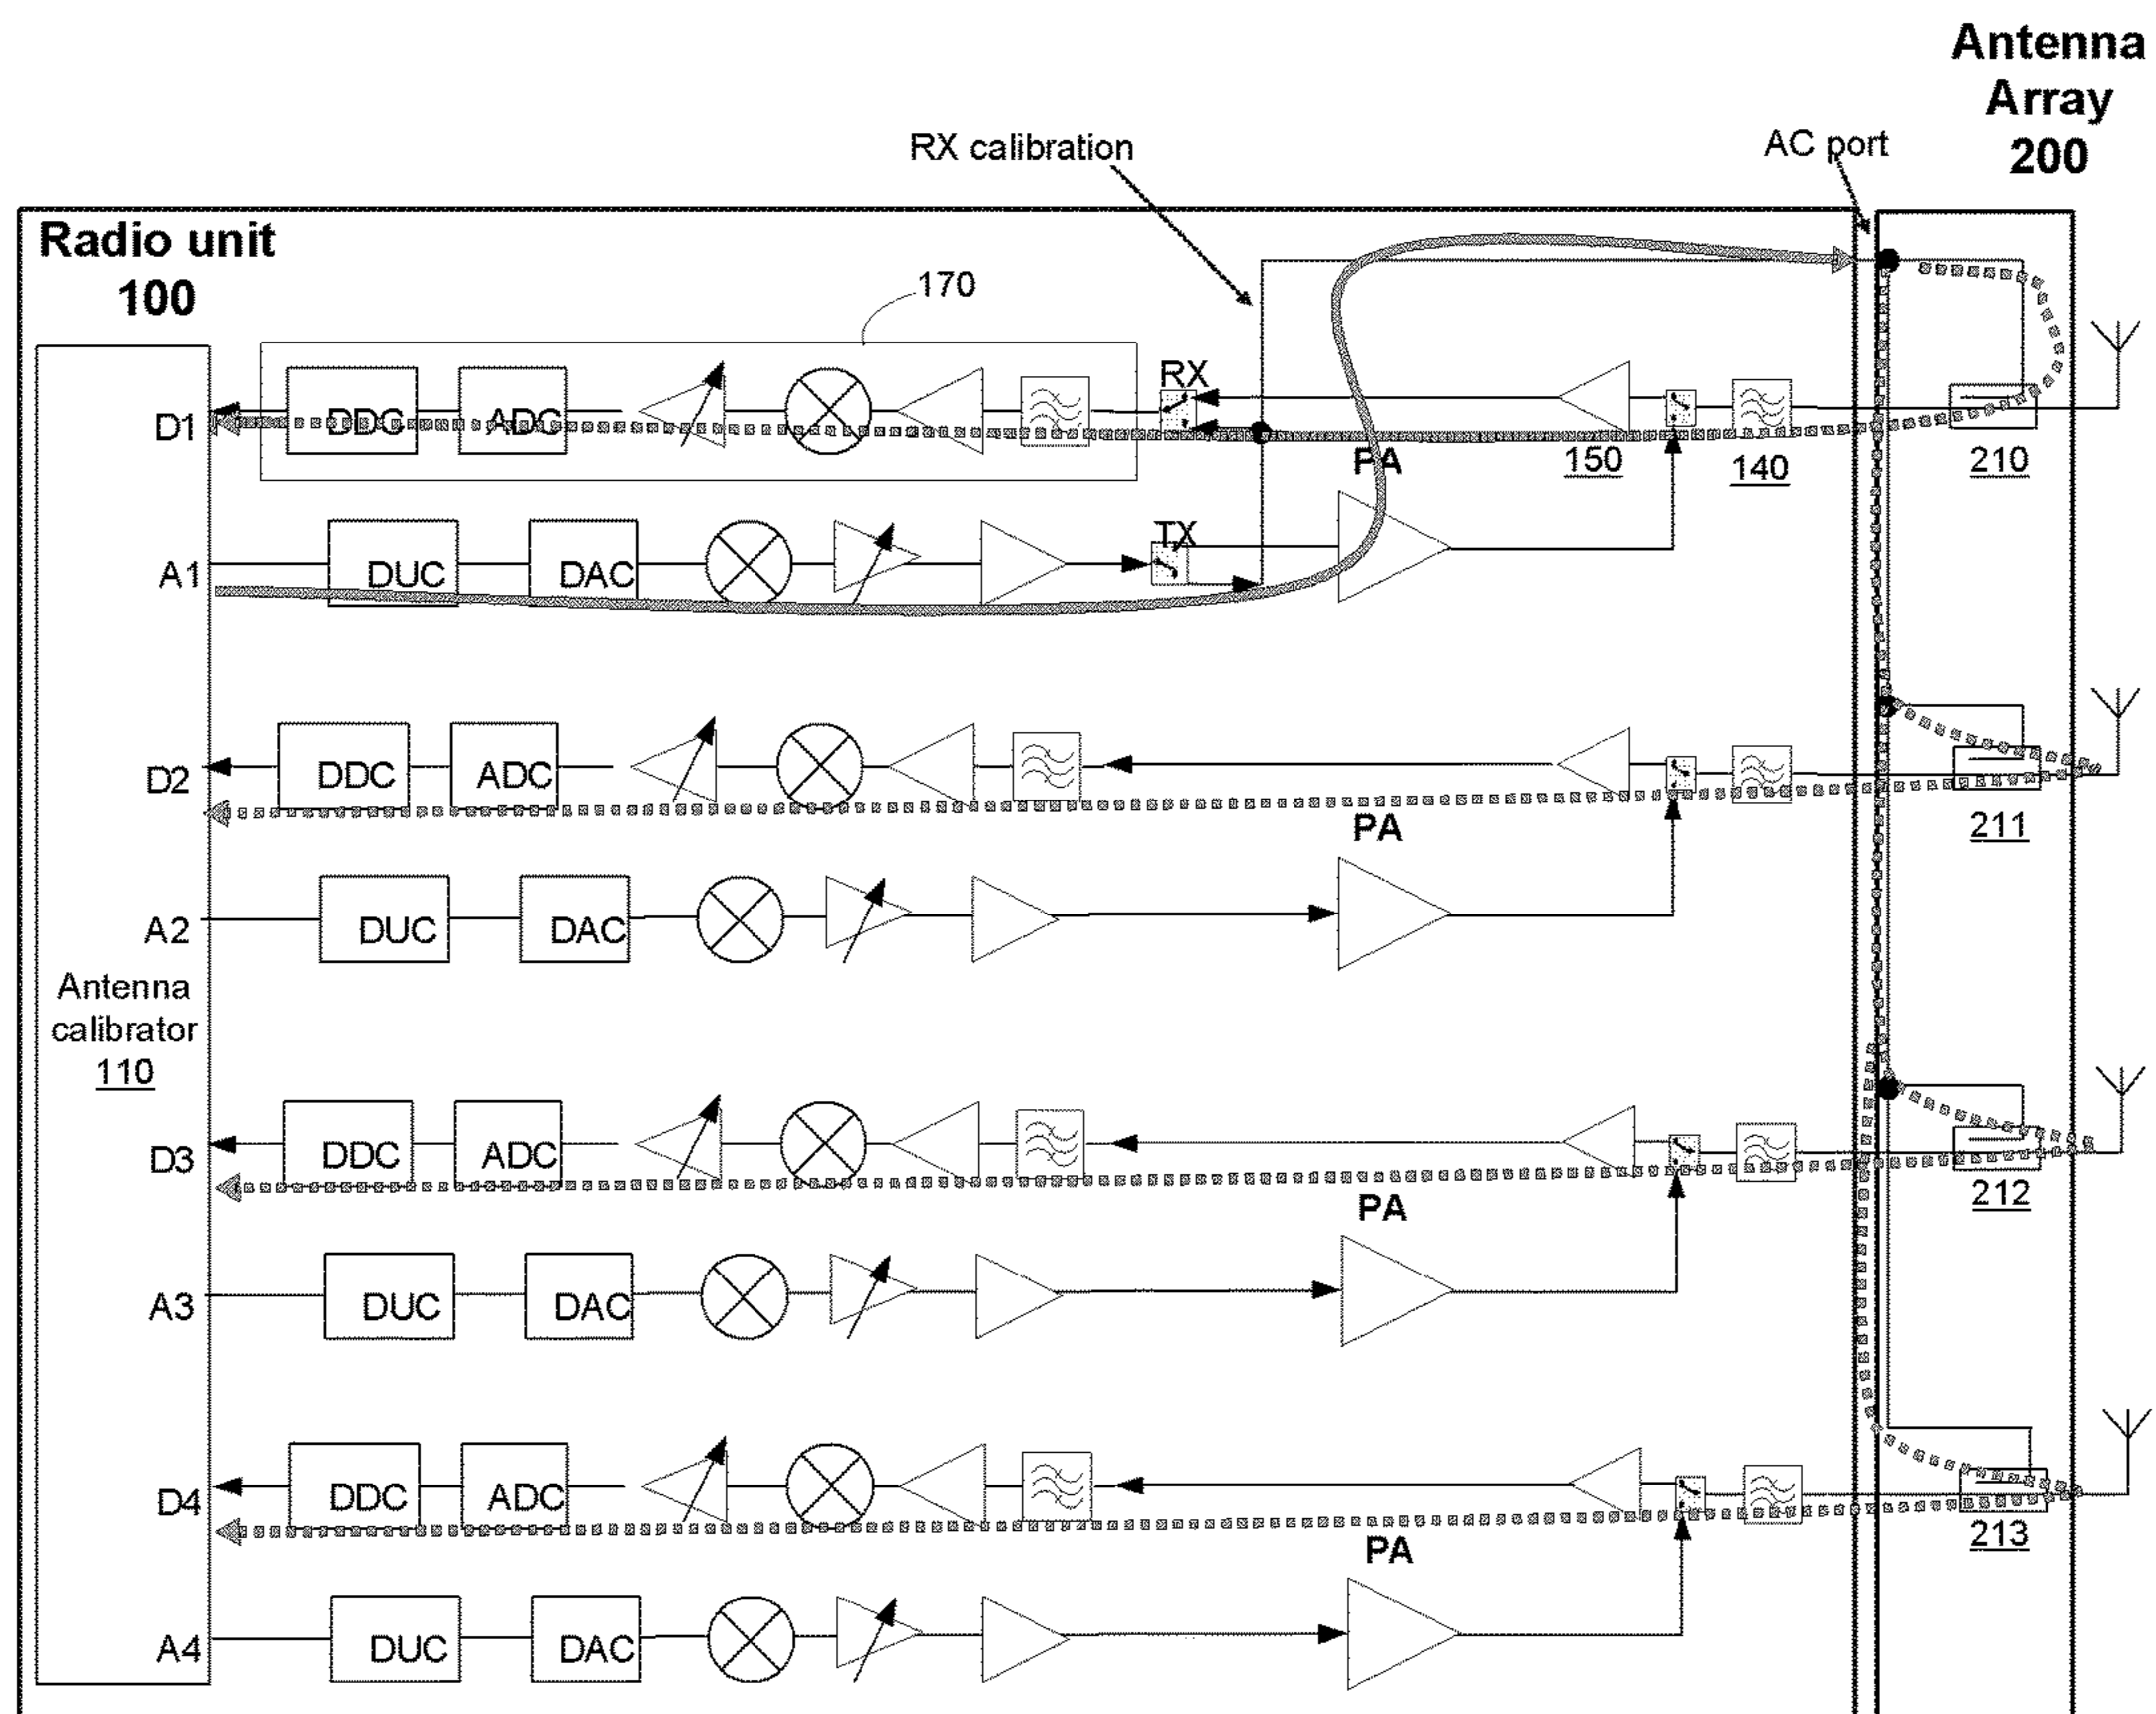 Antenna
Array
200
RX calibration
AC port
Radio unit
100
170
RX
D1
DDC
ADC
PA
150
140
210
TX
A1
DUC
DAC
D2
DDC
ADC
PA
211
A2
DUC
DAC
Antenna
calibrator
110
D3
DDC
ADC
PA
212
A3
DUC
DAC
D4
DDC
ADC
PA
213
A4
DUC
DAC